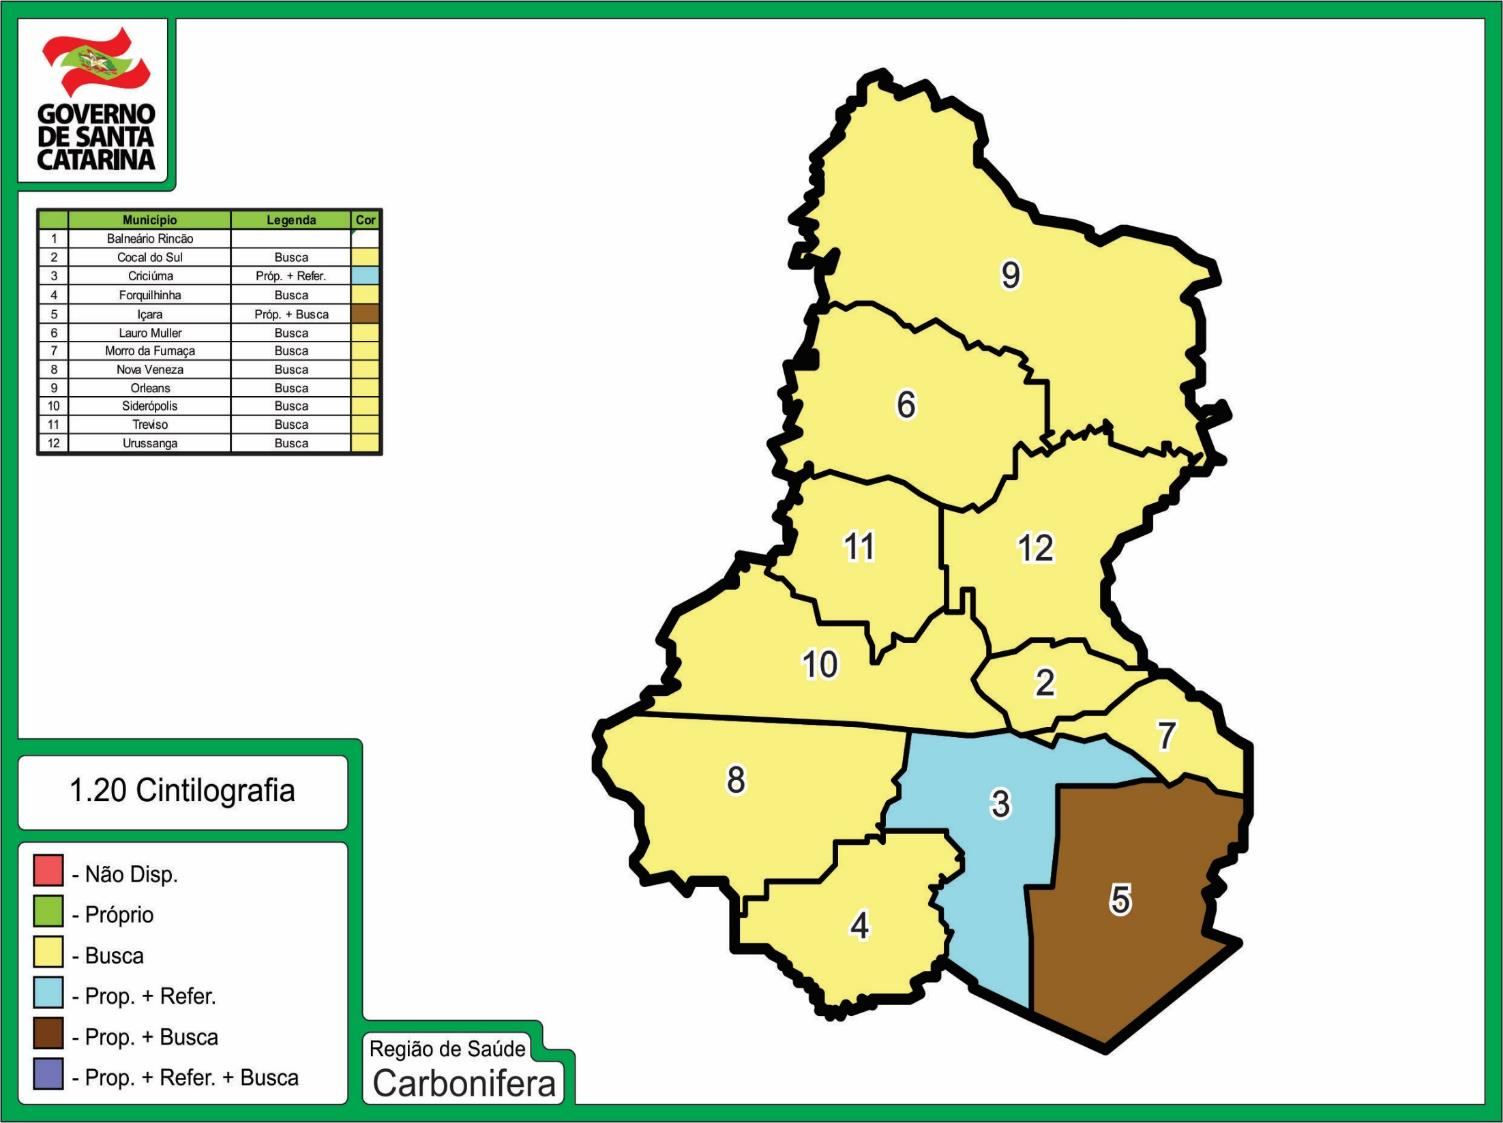 GOVERNO
DE SANTA
CATARINA
Município Legenda Cor
1 Balneário Rincão
2 Cocal do Sul Busca
3 Criciúma Próp. + Refer.
4 Forquilhinha Busca
5 Içara Próp. + Busca
6 Lauro Muller Busca
7 Morro da Fumaça Busca
8 Nova Veneza Busca
9 Orleans Busca
10 Siderópolis Busca
11 Treviso Busca
12 Urussanga Busca
9
6
11
12
10
2
7
8
3
5
4
1.20 Cintilografia
- Não Disp.
- Próprio
- Busca
- Prop. + Refer.
- Prop. + Busca
- Prop. + Refer. + Busca
Região de Saúde
Carbonifera